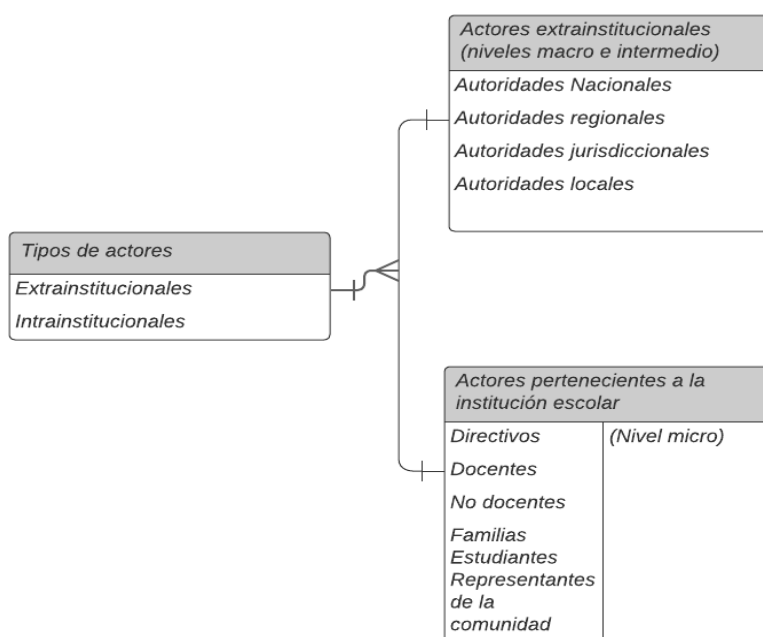 Actores extrainstitucionales
(niveles macro e intermedio)
Autoridades Nacionales
Autoridades regionales
Autoridades jurisdiccionales
Autoridades locales
Tipos de actores
Extrainstitucionales
Intrainstitucionales
Actores pertenecientes a la
institución escolar
Directivos
(Nivel micro)
Docentes
No docentes
Familias
Estudiantes
Representantes
de la
comunidad